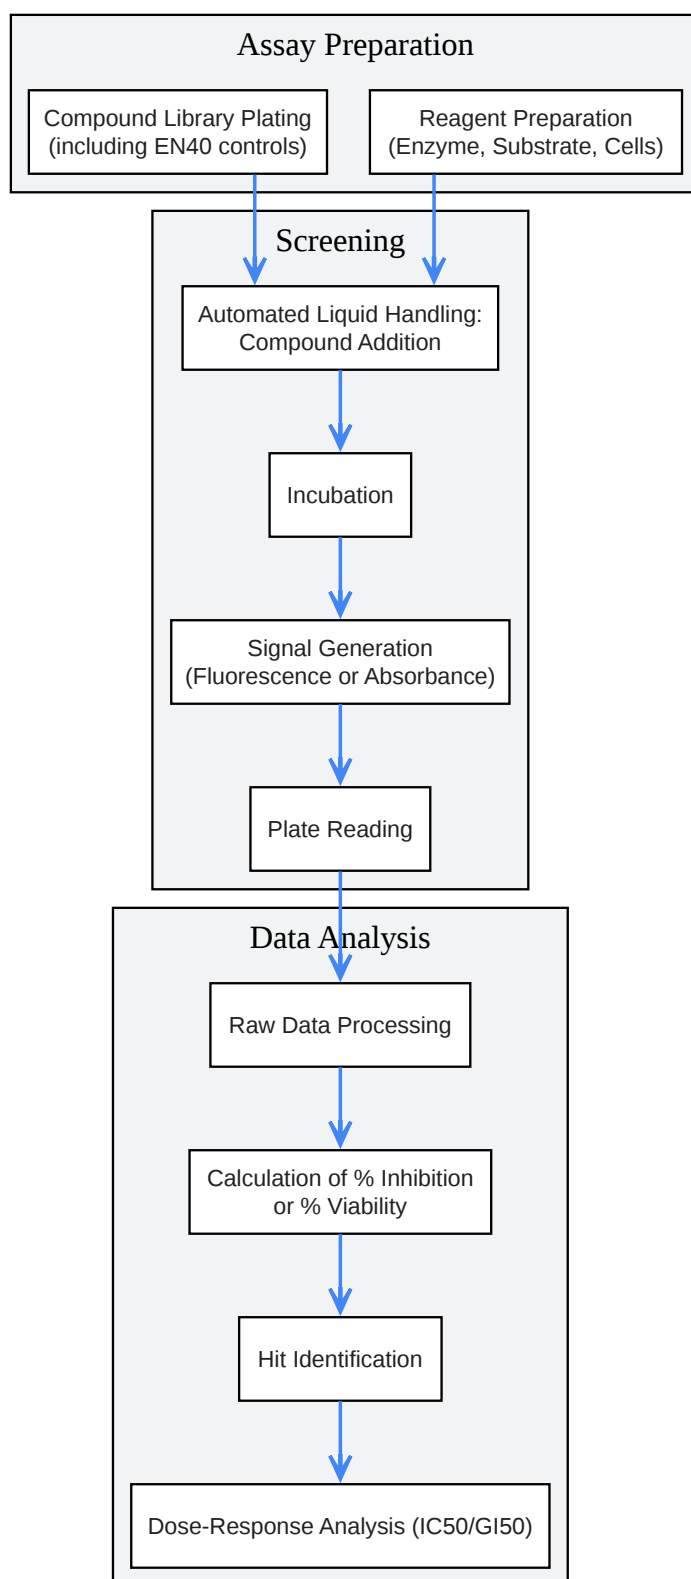 Assay Preparation
Compound Library Plating
(including EN40 controls)
Reagent Preparation
(Enzyme, Substrate, Cells)
Screening
Automated Liquid Handling:
Compound Addition
Incubation
Signal Generation
(Fluorescence or Absorbance)
Plate Reading
Data Analysis
Raw Data Processing
Calculation of % Inhibition
or % Viability
Hit Identification
Dose-Response Analysis (IC50/GI50)